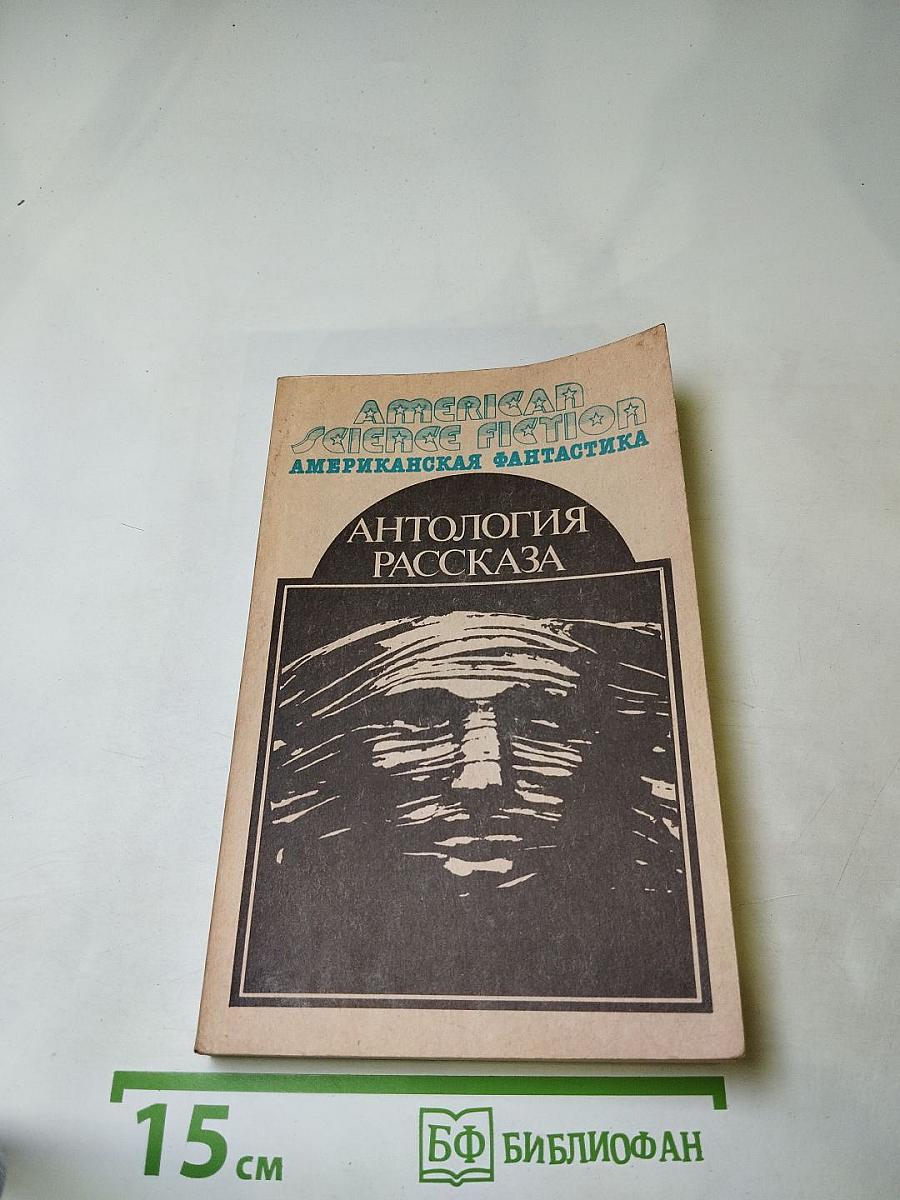 AMERICAN
SCIENCE FICTION
АМЕРИКАНСКАЯ ФАНТАСТИКА
АНТОЛОГИЯ
РАССКАЗА
15 см
БФ БИБЛИОФАН